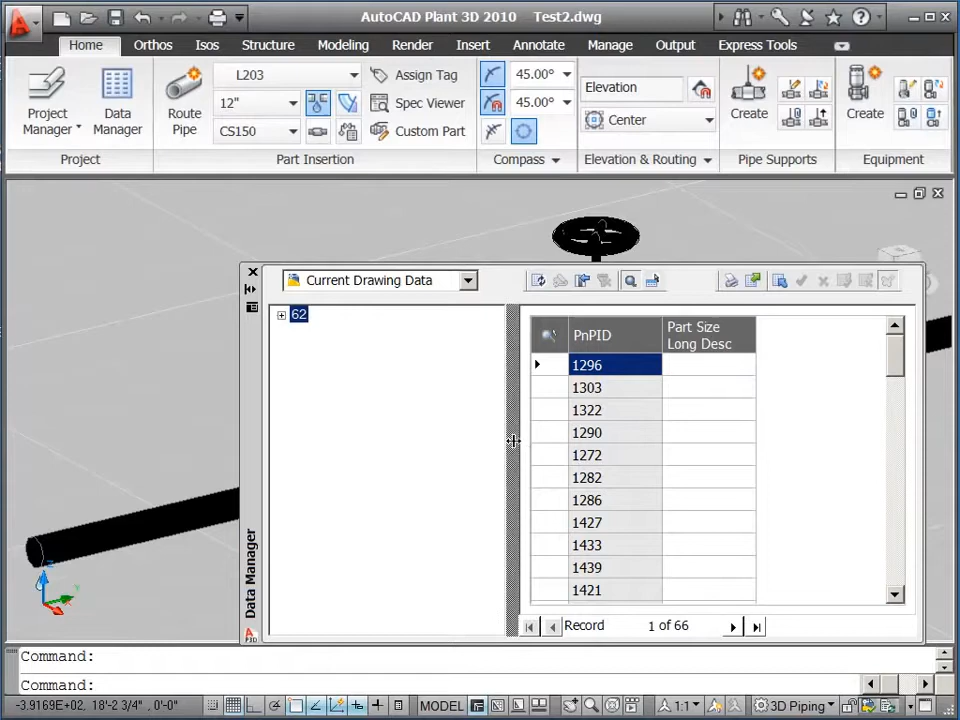 AutoCAD Plant 3D 2010 Test2.dwg
Home Orthos Isos Structure Modeling Render Insert Annotate Manage Output Express Tools
Project Manager
Data Manager
Project
Route Pipe
L203
12"
CS150
Assign Tag
Spec Viewer
Custom Part
Part Insertion
45.00°
45.00°
Compass
Elevation
Center
Elevation & Routing
Create
Pipe Supports
Create
Equipment
Current Drawing Data
62
PnPID
Part Size
Long Desc
1296
1303
1322
1290
1272
1282
1286
1427
1433
1439
1421
Record 1 of 66
Data Manager
Command:
Command:
-3.9169E+02, 18'-2 3/4", 0'-0"
MODEL
1:1
3D Piping